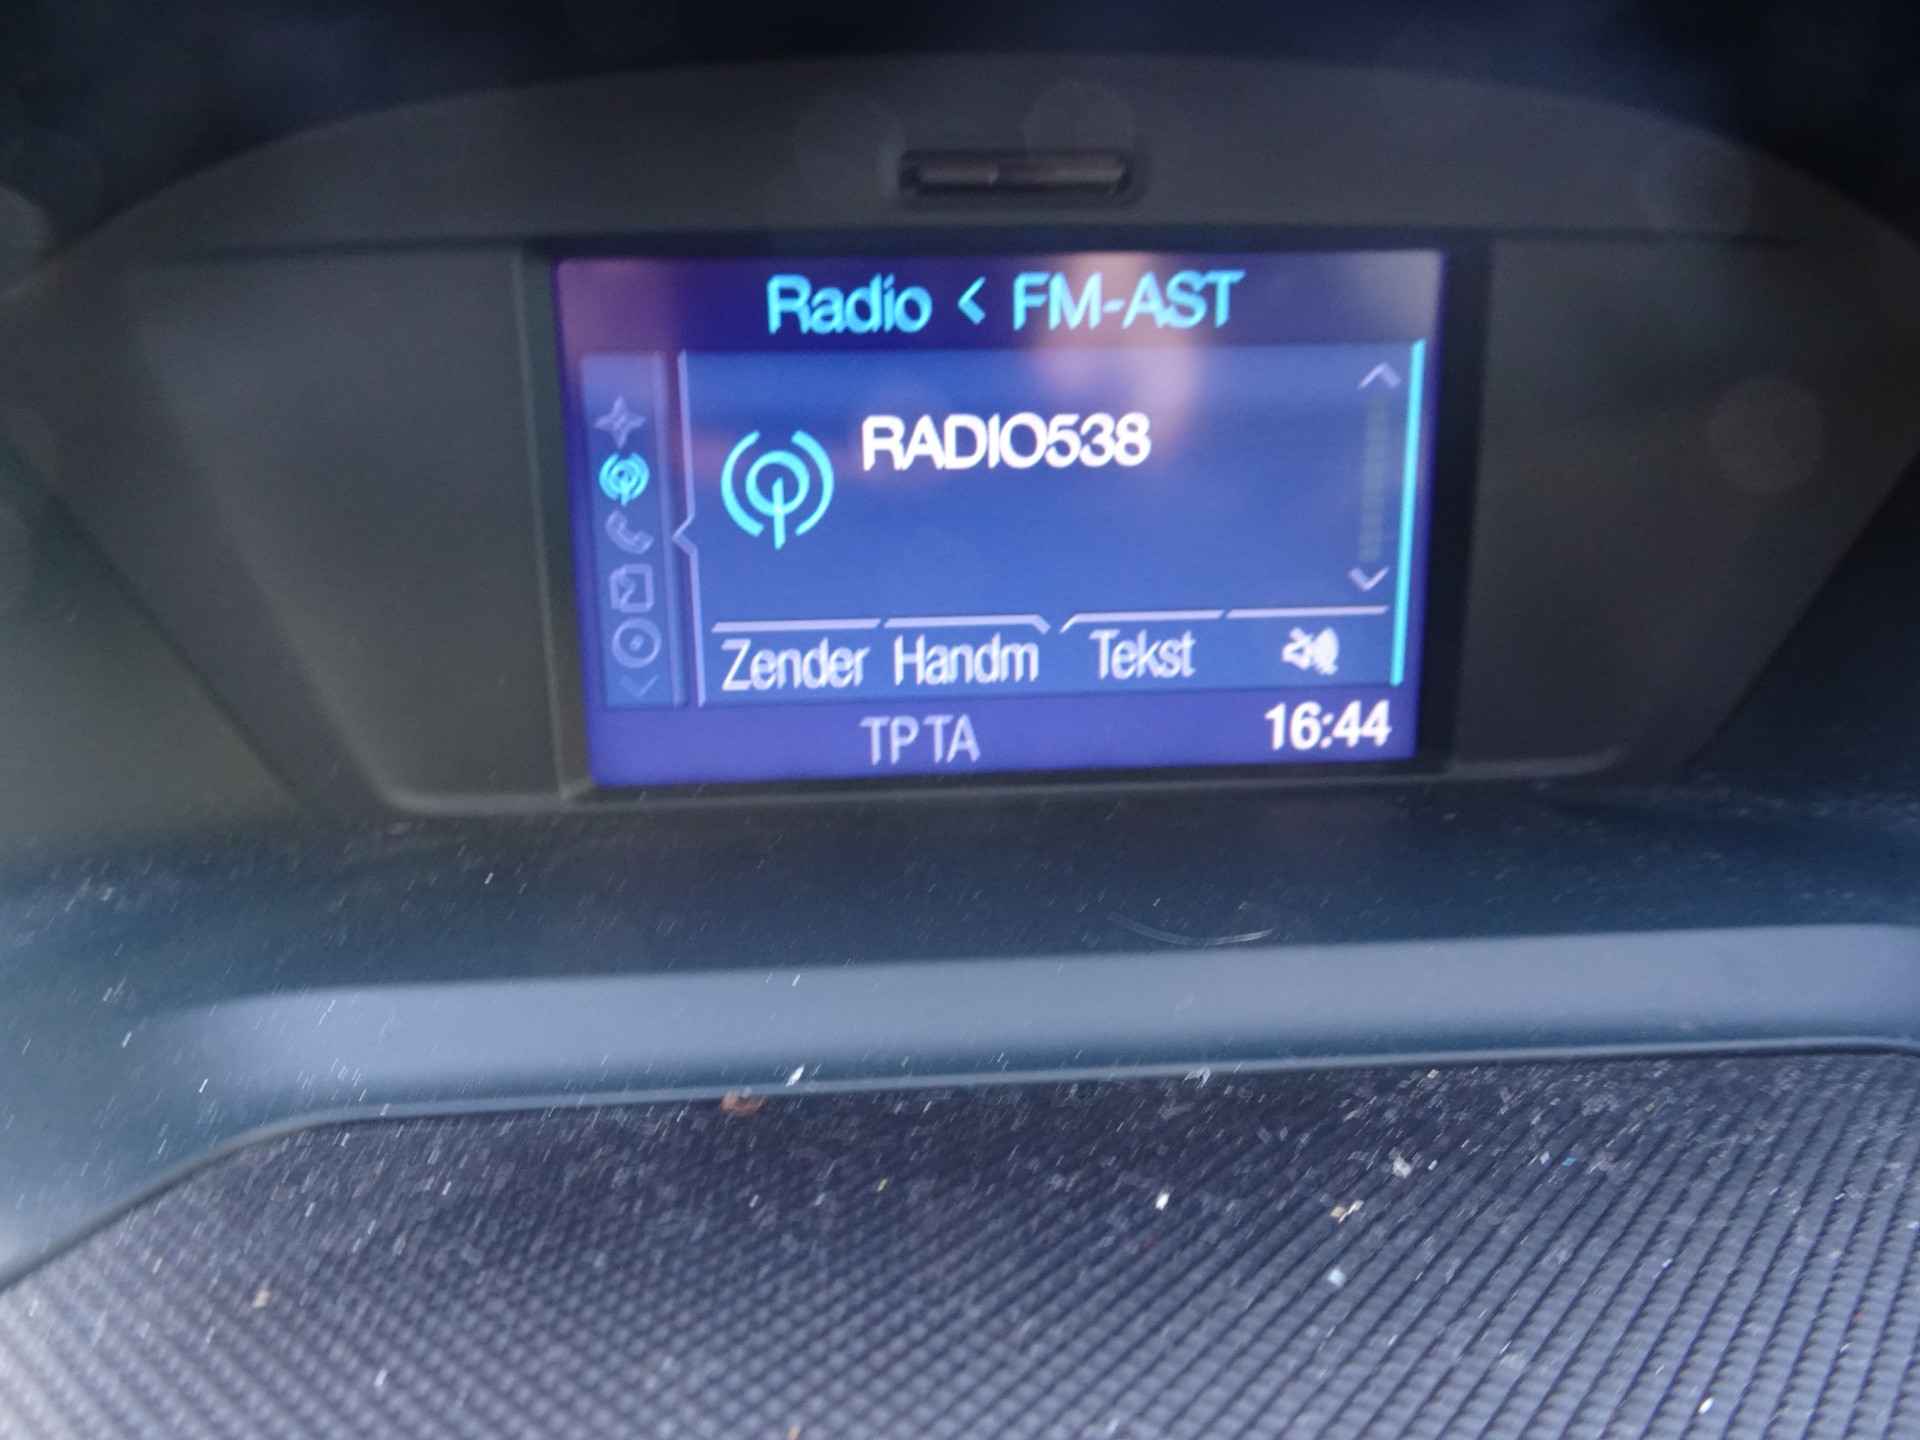 Radio < FM-AST
RADIO538
Zender Handm Tekst
TP TA 16:44